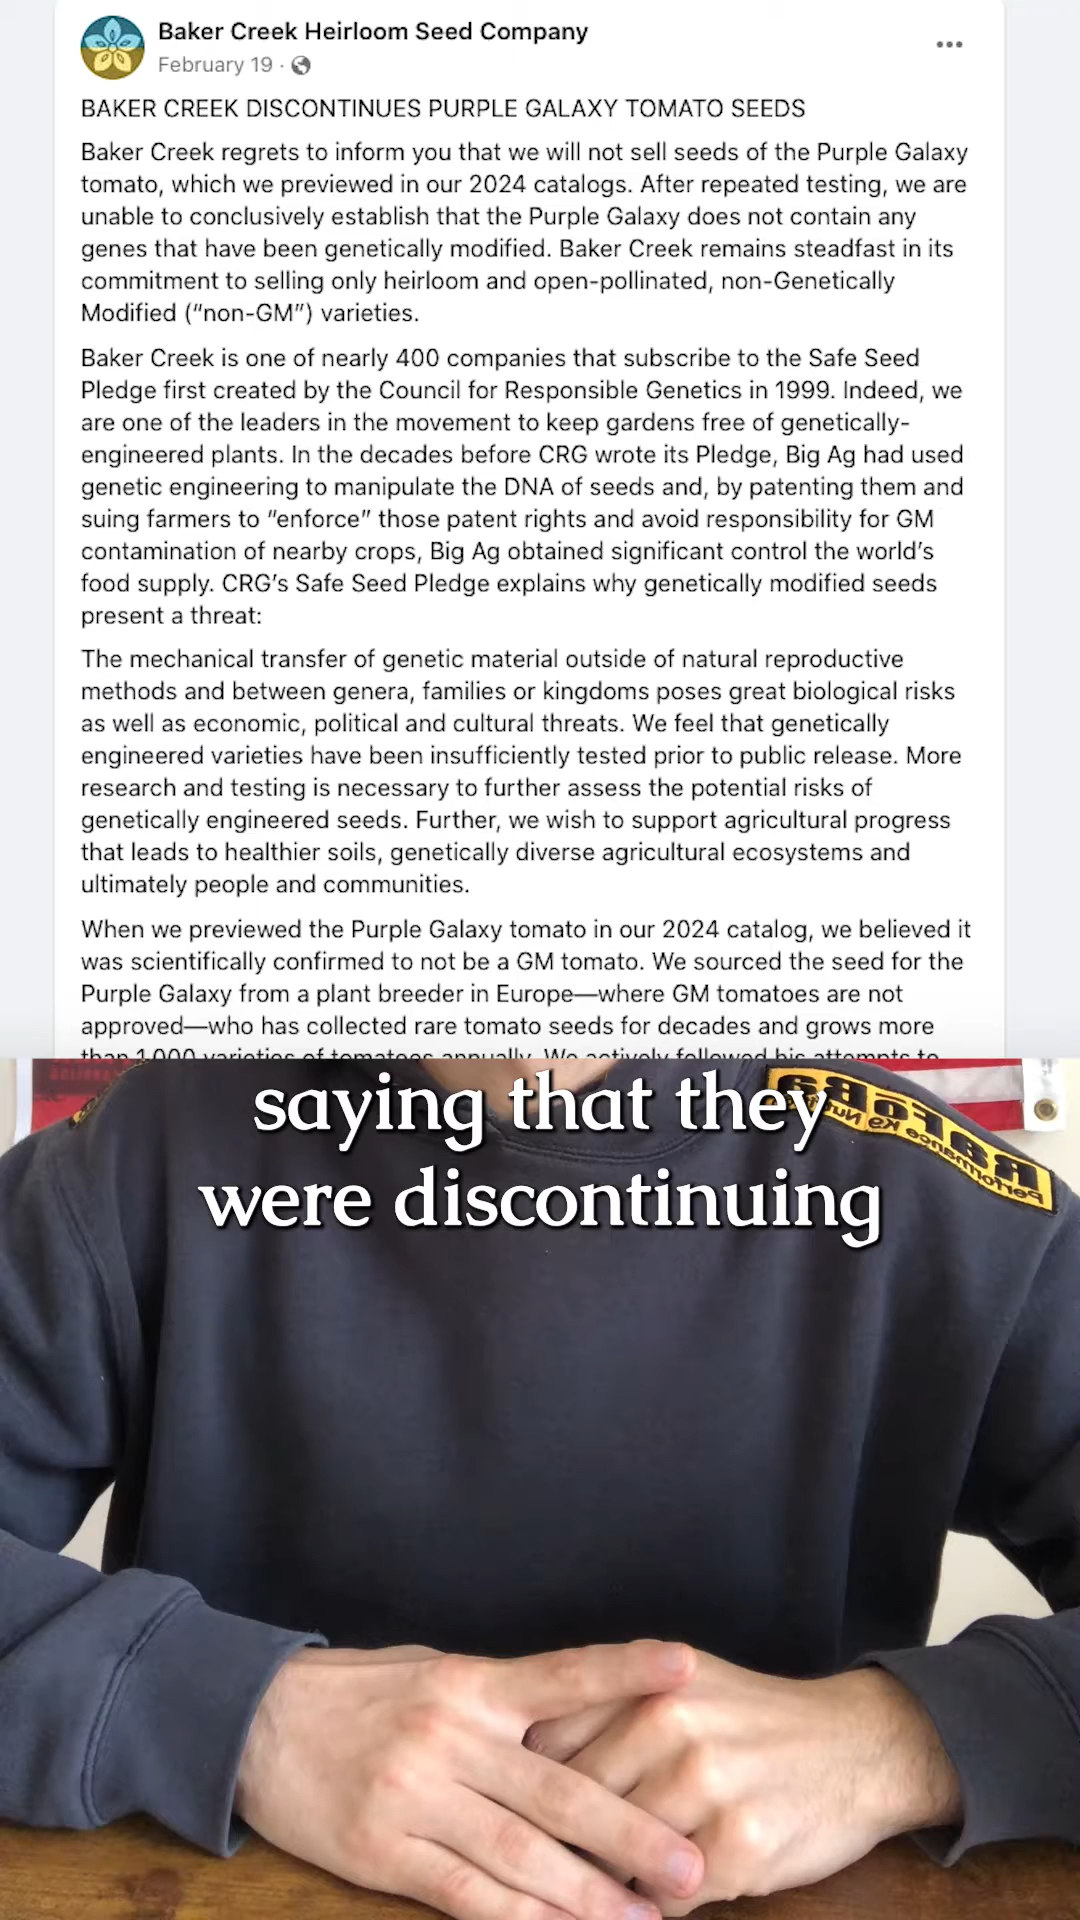 Baker Creek Heirloom Seed Company
February 19 ·
BAKER CREEK DISCONTINUES PURPLE GALAXY TOMATO SEEDS
Baker Creek regrets to inform you that we will not sell seeds of the Purple Galaxy
tomato, which we previewed in our 2024 catalogs. After repeated testing, we are
unable to conclusively establish that the Purple Galaxy does not contain any
genes that have been genetically modified. Baker Creek remains steadfast in its
commitment to selling only heirloom and open-pollinated, non-Genetically
Modified ("non-GM") varieties.
Baker Creek is one of nearly 400 companies that subscribe to the Safe Seed
Pledge first created by the Council for Responsible Genetics in 1999. Indeed, we
are one of the leaders in the movement to keep gardens free of genetically-
engineered plants. In the decades before CRG wrote its Pledge, Big Ag had used
genetic engineering to manipulate the DNA of seeds and, by patenting them and
suing farmers to "enforce" those patent rights and avoid responsibility for GM
contamination of nearby crops, Big Ag obtained significant control the world's
food supply. CRG's Safe Seed Pledge explains why genetically modified seeds
present a threat:
The mechanical transfer of genetic material outside of natural reproductive
methods and between genera, families or kingdoms poses great biological risks
as well as economic, political and cultural threats. We feel that genetically
engineered varieties have been insufficiently tested prior to public release. More
research and testing is necessary to further assess the potential risks of
genetically engineered seeds. Further, we wish to support agricultural progress
that leads to healthier soils, genetically diverse agricultural ecosystems and
ultimately people and communities.
When we previewed the Purple Galaxy tomato in our 2024 catalog, we believed it
was scientifically confirmed to not be a GM tomato. We sourced the seed for the
Purple Galaxy from a plant breeder in Europe—where GM tomatoes are not
approved—who has collected rare tomato seeds for decades and grows more
than 1,000 varieties of tomatoes annually. We actively followed his attempts to
saying that they
were discontinuing